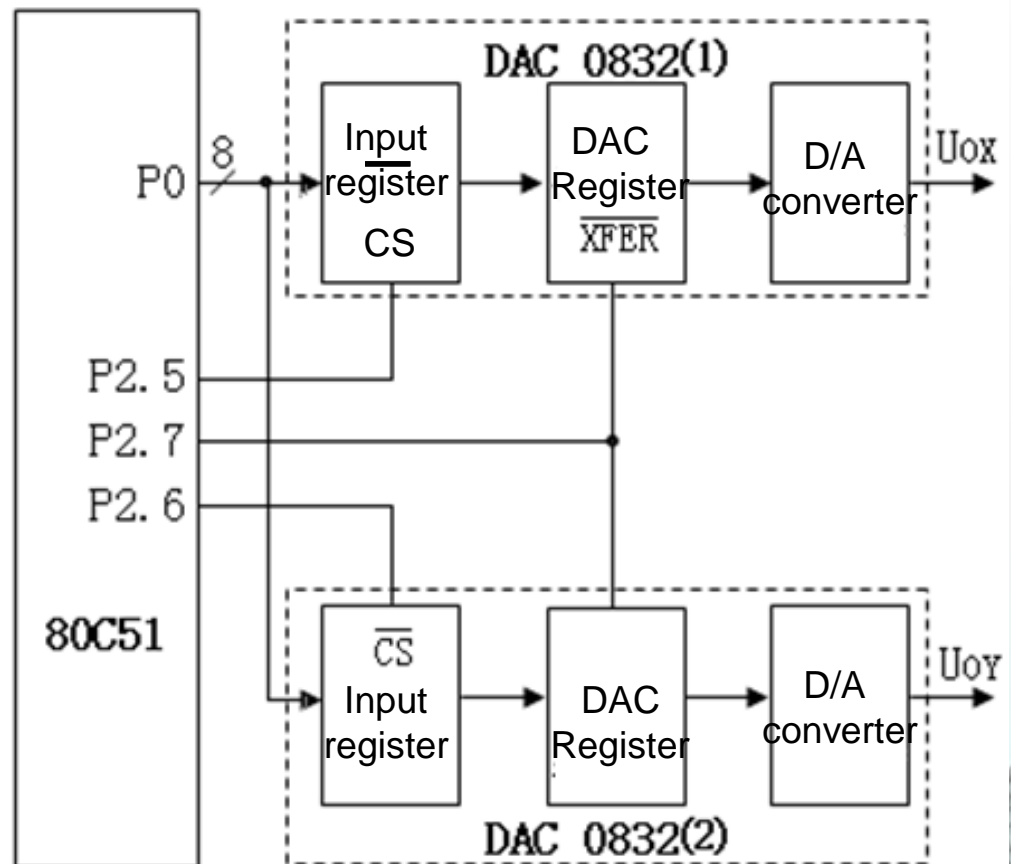 DAC 0832(1)
Input
register
CS
DAC
Register
XFER
D/A
converter
Uox
P0
8
P2.5
P2.7
P2.6
80C51
CS
Input
register
DAC
Register
D/A
converter
UoY
DAC 0832(2)